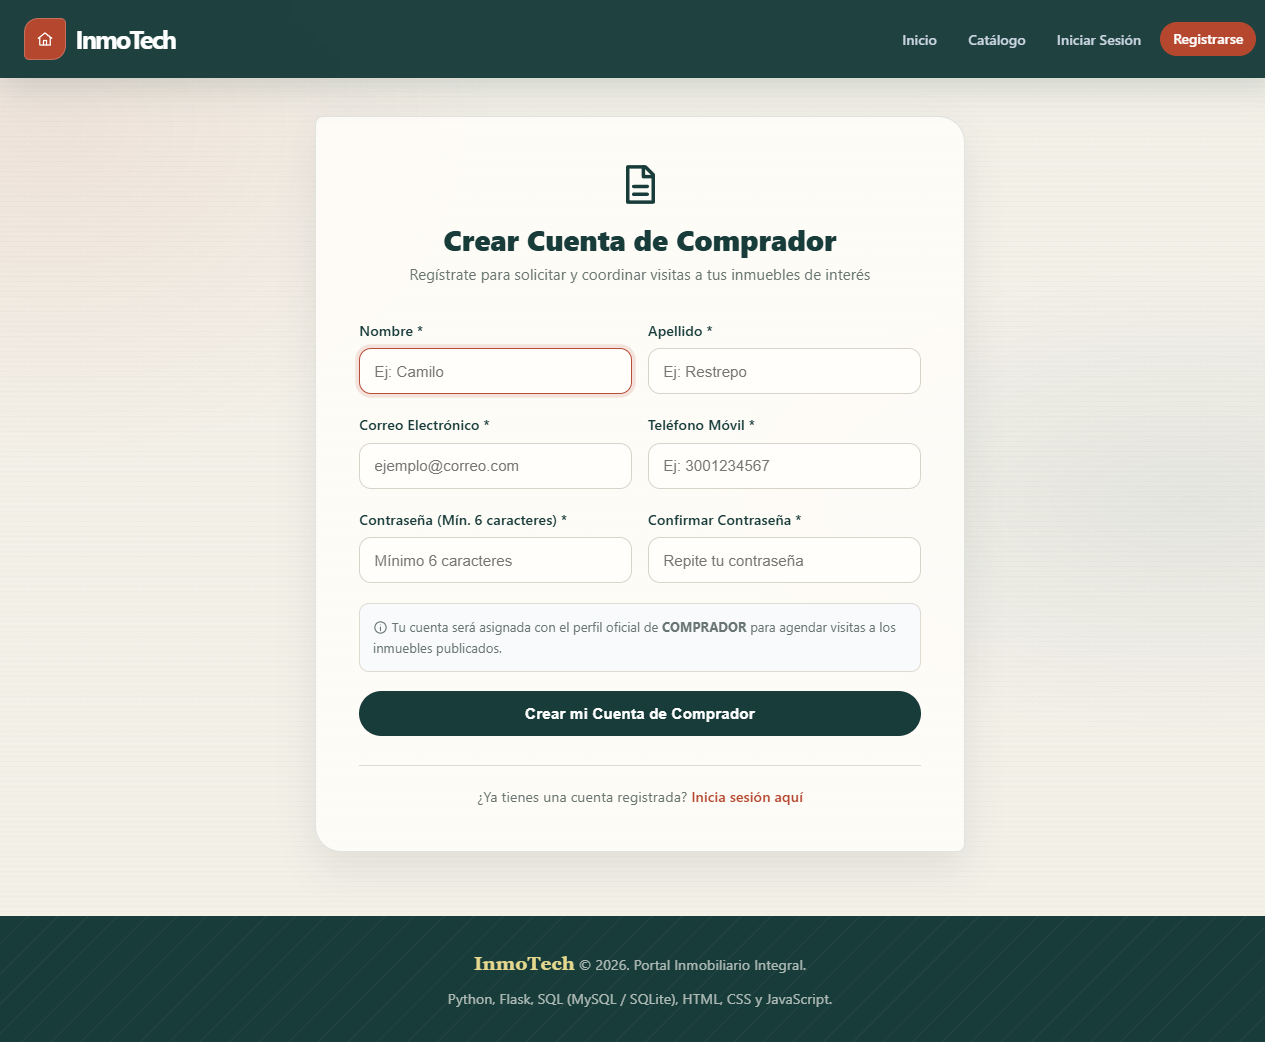 InmoTech
Inicio
Catálogo
Iniciar Sesión
Registrarse
Crear Cuenta de Comprador
Regístrate para solicitar y coordinar visitas a tus inmuebles de interés
Nombre *
Apellido *
Ej: Camilo
Ej: Restrepo
Correo Electrónico *
Teléfono Móvil *
ejemplo@correo.com
Ej: 3001234567
Contraseña (Mín. 6 caracteres) *
Confirmar Contraseña *
Mínimo 6 caracteres
Repite tu contraseña
Tu cuenta será asignada con el perfil oficial de COMPRADOR para agendar visitas a los
inmuebles publicados.
Crear mi Cuenta de Comprador
¿Ya tienes una cuenta registrada? Inicia sesión aquí
InmoTech © 2026. Portal Inmobiliario Integral.
Python, Flask, SQL (MySQL / SQLite), HTML, CSS y JavaScript.